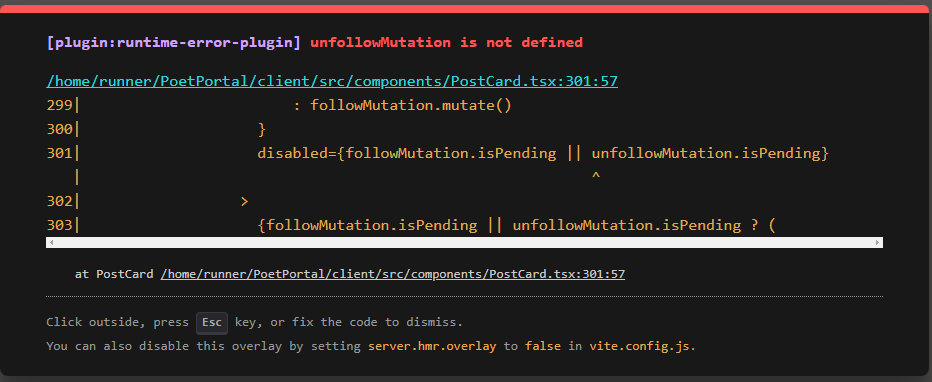 [plugin:runtime-error-plugin] unfollowMutation is not defined
/home/runner/PoetPortal/client/src/components/PostCard.tsx:301:57
299|                         : followMutation.mutate()
300|                     }
301|                     disabled={followMutation.isPending || unfollowMutation.isPending}
   |                                                           ^
302|                   >
303|                     {followMutation.isPending || unfollowMutation.isPending ? (
at PostCard /home/runner/PoetPortal/client/src/components/PostCard.tsx:301:57
Click outside, press Esc key, or fix the code to dismiss.
You can also disable this overlay by setting server.hmr.overlay to false in vite.config.js.